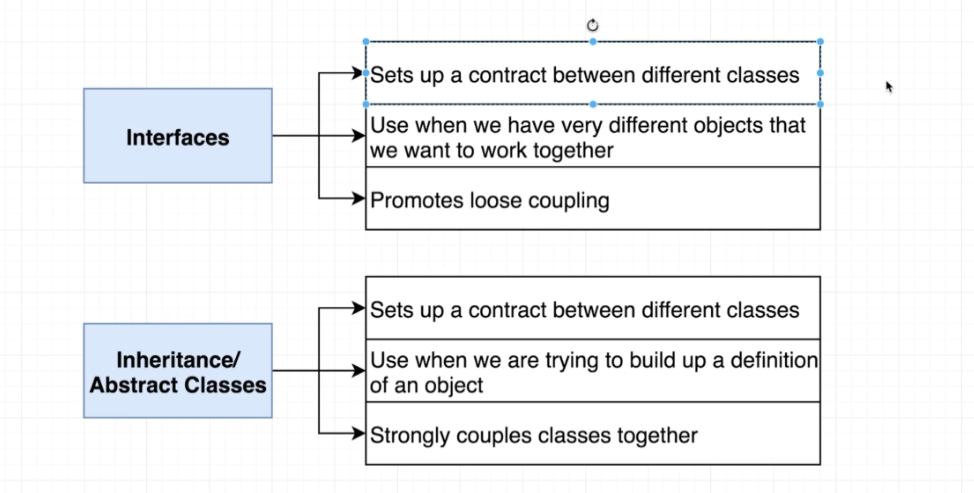 Interfaces
Sets up a contract between different classes
Use when we have very different objects that
we want to work together
Promotes loose coupling
Inheritance/
Abstract Classes
Sets up a contract between different classes
Use when we are trying to build up a definition
of an object
Strongly couples classes together